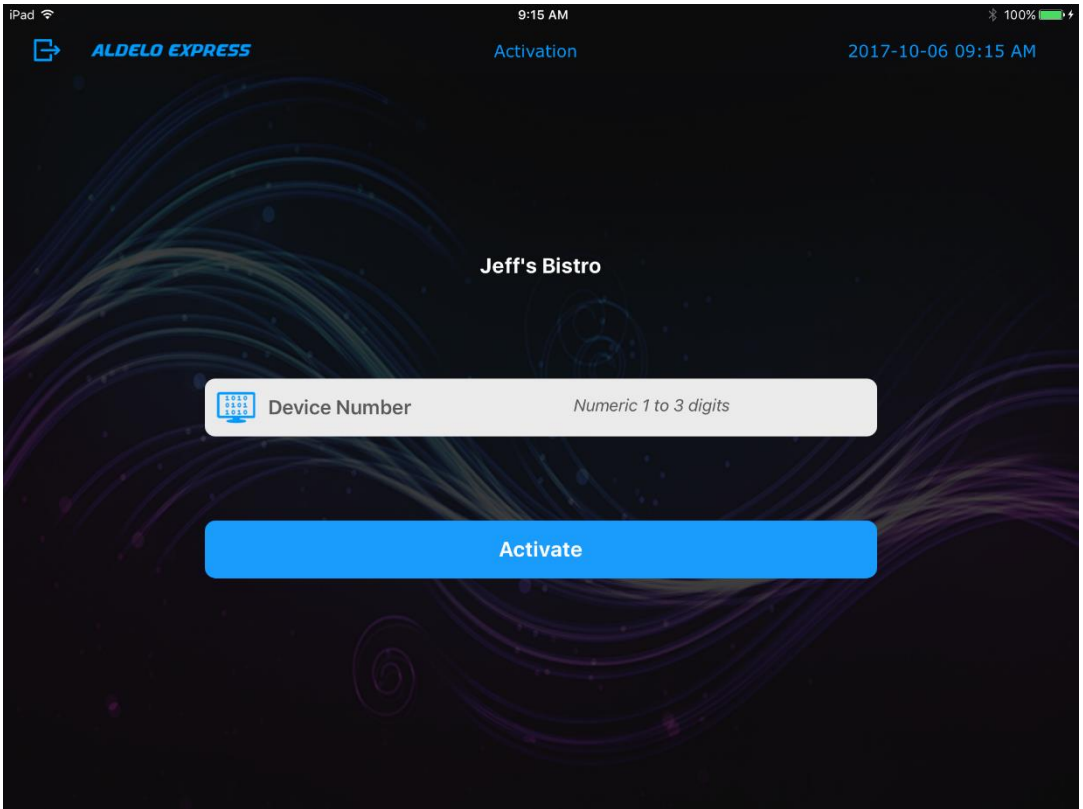 iPad 9:15 AM 100%
ALDELO EXPRESS Activation 2017-10-06 09:15 AM
Jeff's Bistro
1010
0101
1010
Device Number Numeric 1 to 3 digits
Activate